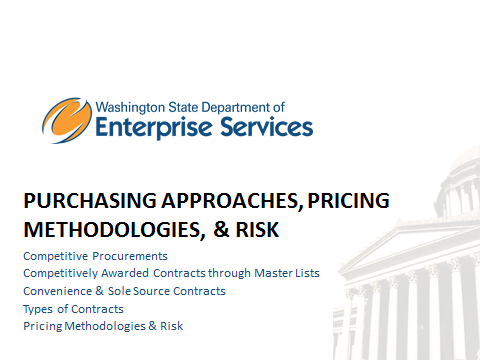 Washington State Department of
Enterprise Services
PURCHASING APPROACHES, PRICING
METHODOLOGIES, & RISK
Competitive Procurements
Competitively Awarded Contracts through Master Lists
Convenience & Sole Source Contracts
Types of Contracts
Pricing Methodologies & Risk